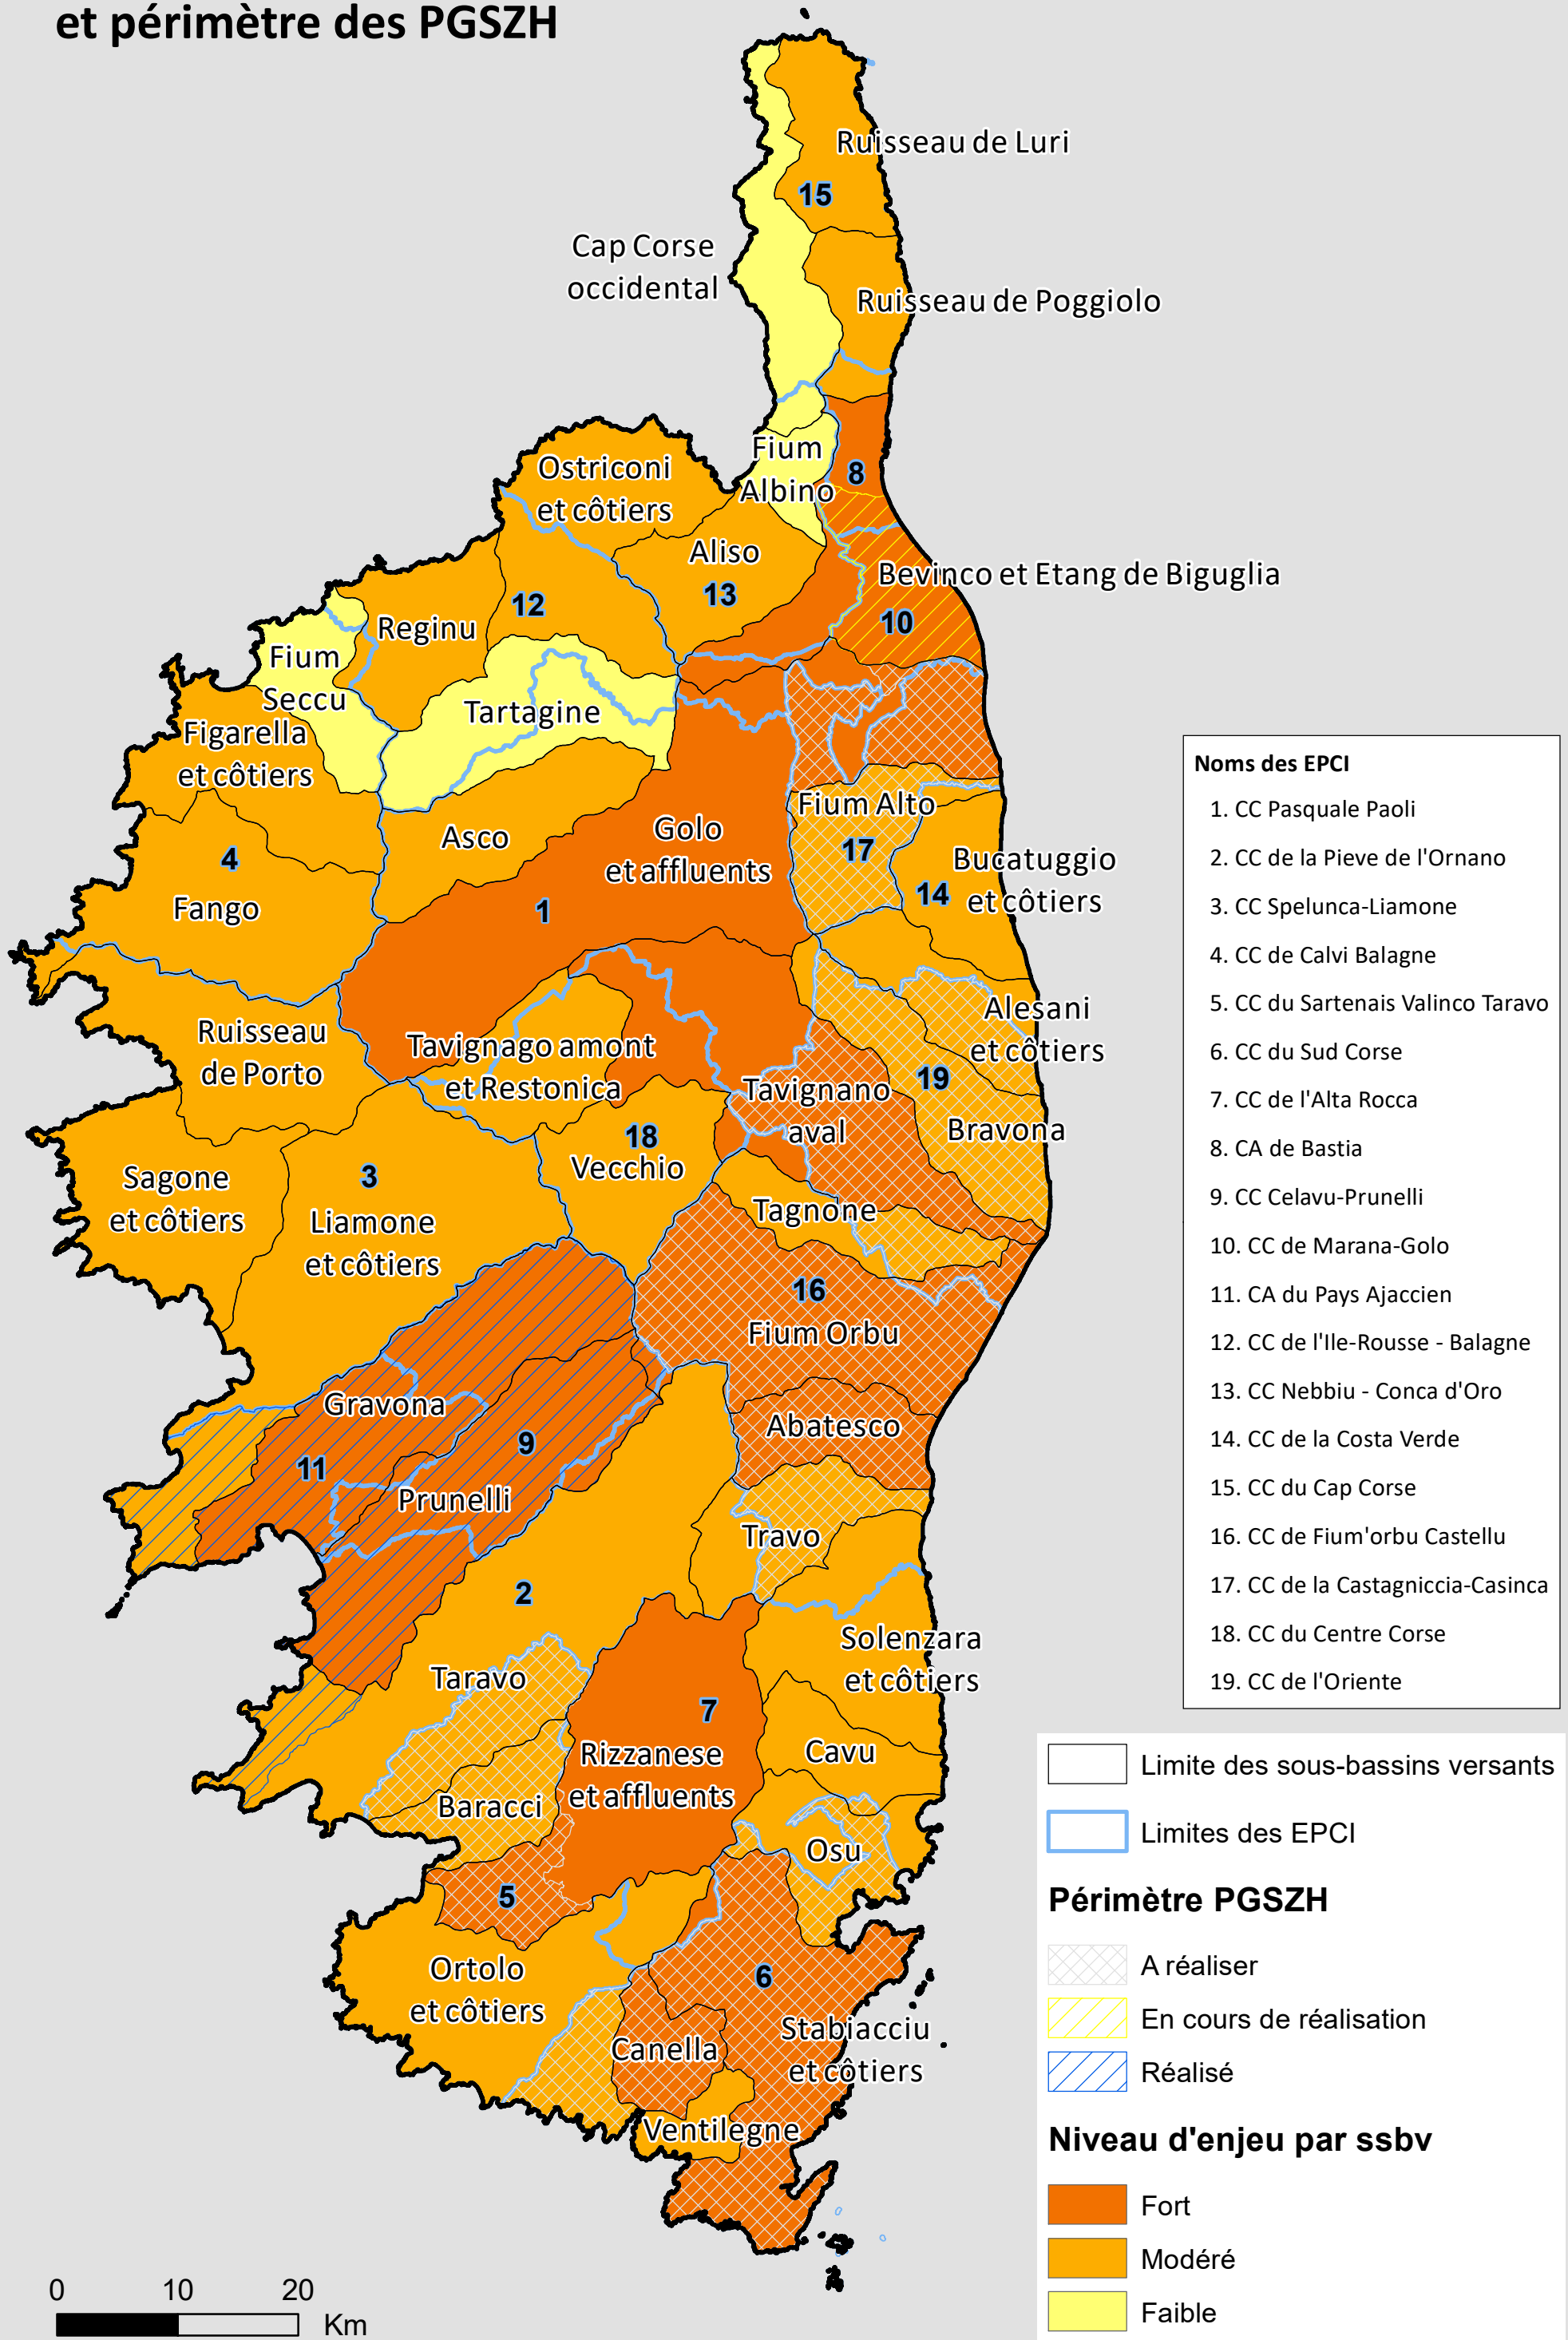 et périmètre des PGSZH
Ruisseau de Luri
15
Cap Corse
occidental
Ruisseau de Poggiolo
Fium
Albino
8
Ostriconi
et côtiers
Aliso
13
Bevinco et Etang de Biguglia
10
12
Reginu
Fium
Seccu
Tartagine
Figarella
et côtiers
Asco
Golo
et affluents
Fium Alto
17
Bucatuggio
et côtiers
14
4
Fango
1
Alesani
et côtiers
Ruisseau
de Porto
Tavignago amont
et Restonica
Tavignano
aval
19
Bravona
18
Vecchio
Sagone
et côtiers
3
Liamone
et côtiers
Tagnone
16
Fium Orbu
Gravona
Abatesco
9
11
Prunelli
Travo
2
Solenzara
et côtiers
Taravo
7
Rizzanese
et affluents
Cavu
Baracci
Osu
5
6
Ortolo
et côtiers
Stabiacciu
et côtiers
Canella
Ventilegne
Noms des EPCI
1. CC Pasquale Paoli
2. CC de la Pieve de l'Ornano
3. CC Spelunca-Liamone
4. CC de Calvi Balagne
5. CC du Sartenais Valinco Taravo
6. CC du Sud Corse
7. CC de l'Alta Rocca
8. CA de Bastia
9. CC Celavu-Prunelli
10. CC de Marana-Golo
11. CA du Pays Ajaccien
12. CC de l'Ile-Rousse - Balagne
13. CC Nebbiu - Conca d'Oro
14. CC de la Costa Verde
15. CC du Cap Corse
16. CC de Fium'orbu Castellu
17. CC de la Castagniccia-Casinca
18. CC du Centre Corse
19. CC de l'Oriente
Limite des sous-bassins versants
Limites des EPCI
Périmètre PGSZH
A réaliser
En cours de réalisation
Réalisé
Niveau d'enjeu par ssbv
Fort
Modéré
Faible
0 10 20
Km